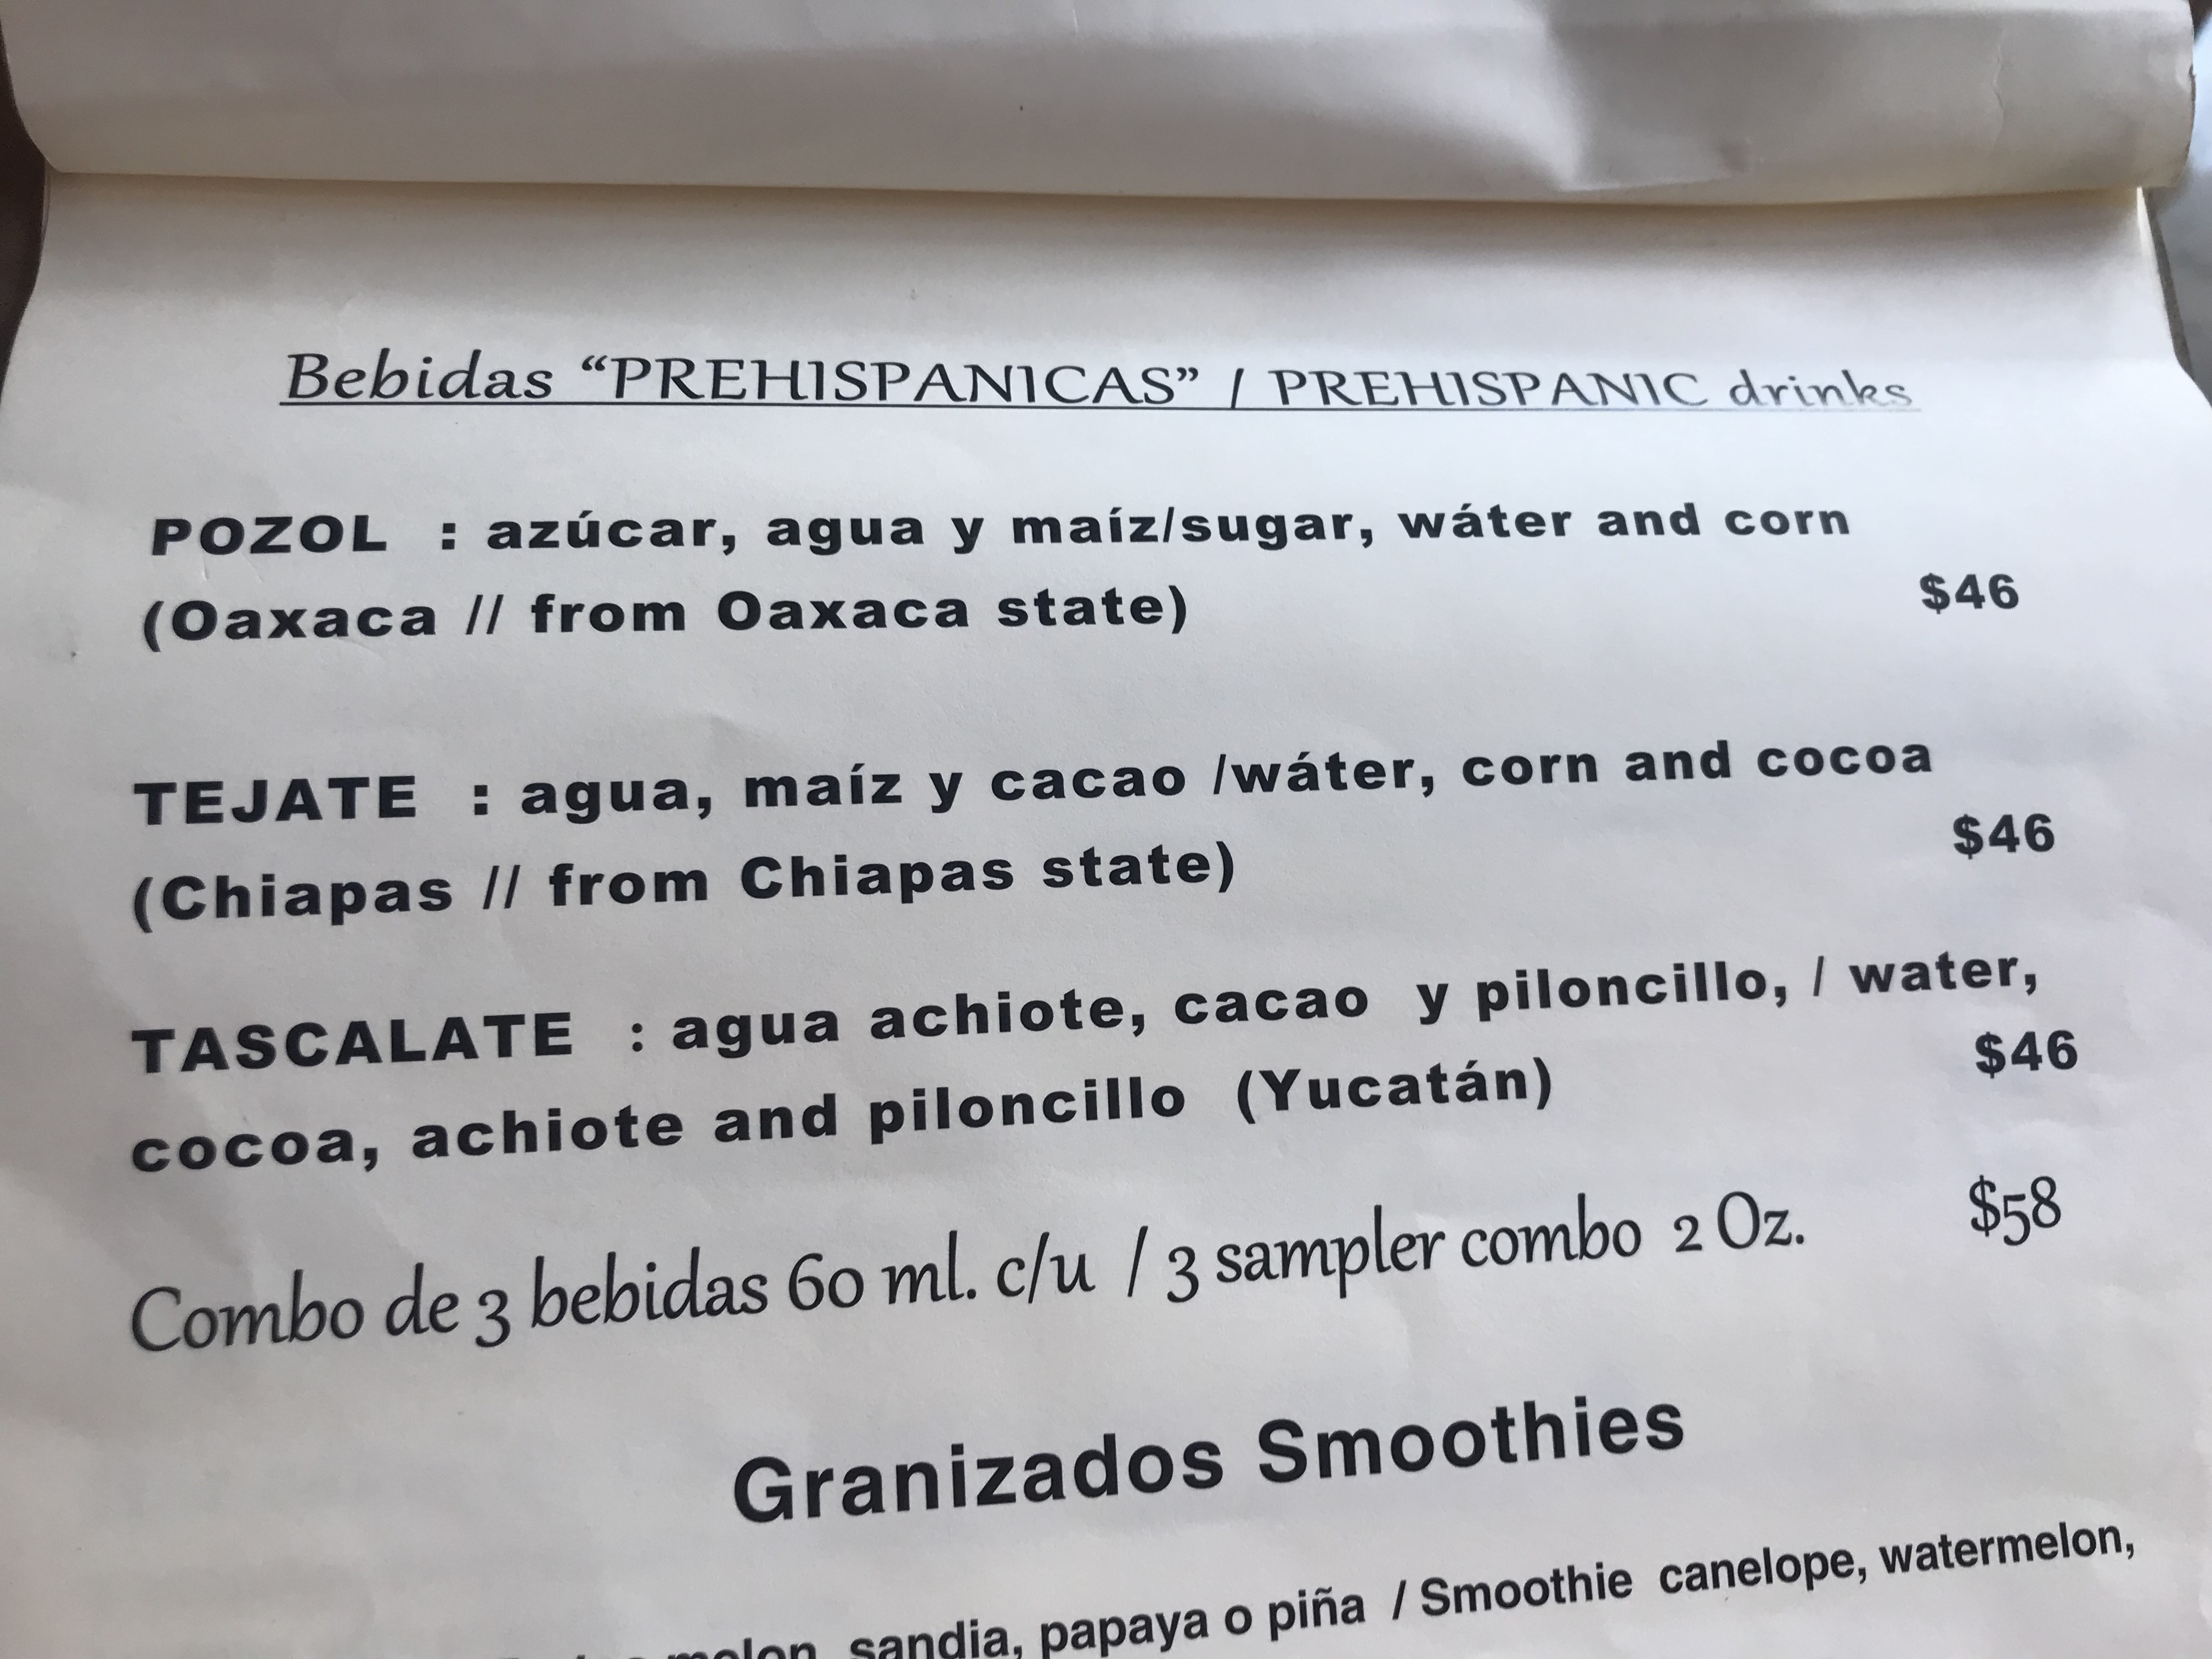 Bebidas “PREHISPANICAS” / PREHISPANIC drinks
POZOL : azúcar, agua y maíz/sugar, wáter and corn
(Oaxaca // from Oaxaca state) $46
TEJATE : agua, maíz y cacao /wáter, corn and cocoa
(Chiapas // from Chiapas state) $46
TASCALATE : agua achiote, cacao y piloncillo, / water,
cocoa, achiote and piloncillo (Yucatán) $46
Combo de 3 bebidas 60 ml. c/u / 3 sampler combo 2 Oz. $58
Granizados Smoothies
melon, sandia, papaya o piña / Smoothie canelope, watermelon,